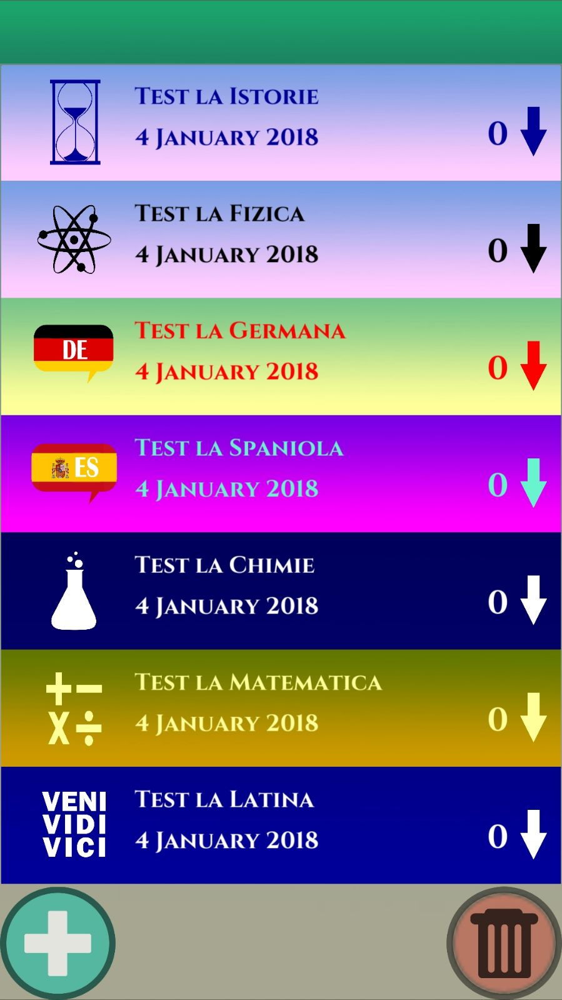 Test la Istorie
4 January 2018
0
Test la Fizica
4 January 2018
0
DE
Test la Germana
4 January 2018
0
ES
Test la Spaniola
4 January 2018
0
Test la Chimie
4 January 2018
0
+ −
x ÷
Test la Matematica
4 January 2018
0
VENI
VIDI
VICI
Test la Latina
4 January 2018
0